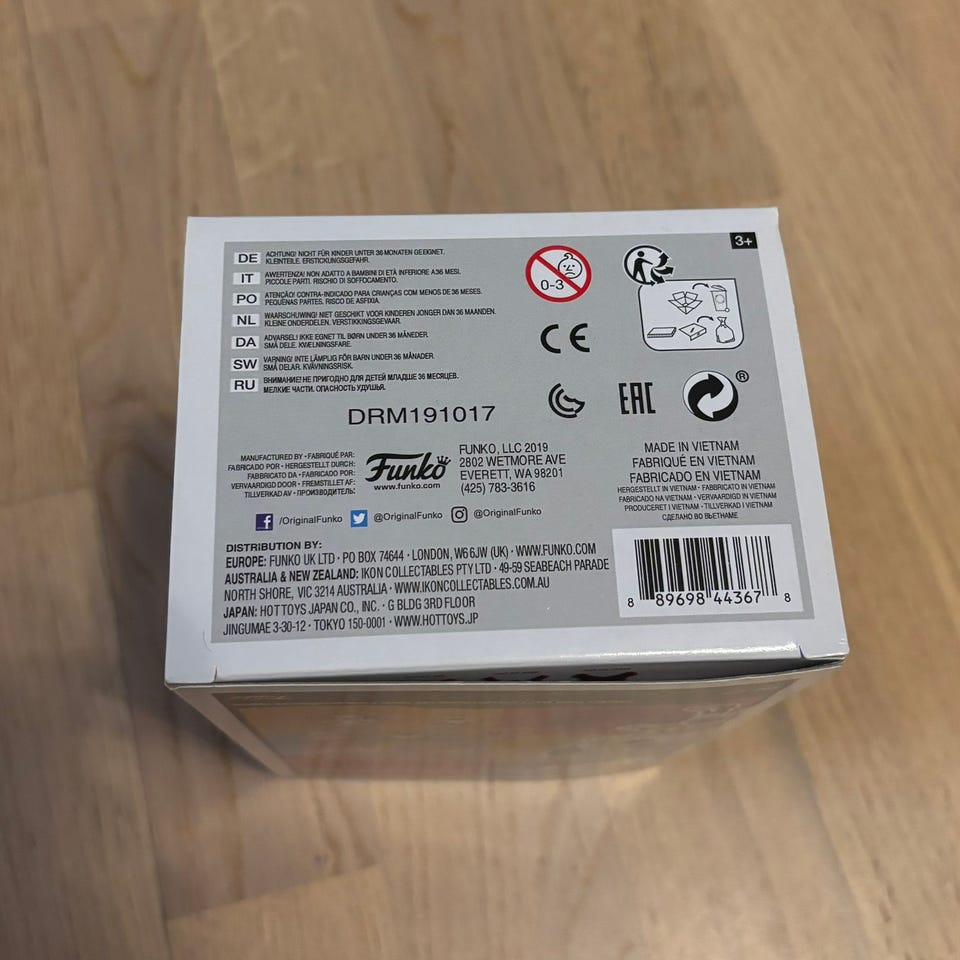 3+
DE ACHTUNG! NICHT FÜR KINDER UNTER 36 MONATEN GEEIGNET.
KLEINTEILE. ERSTICKUNGSGEFAHR.
IT AWERTENZA! NON ADATTO A BAMBINI DI ETÀ INFERIORE A 36 MESI.
PICCOLE PARTI. RISCHIO DI SOFFOCAMENTO.
PO ATENÇÃO! CONTRA-INDICADO PARA CRIANÇAS COM MENOS DE 36 MESES.
PEQUENAS PARTES. RISCO DE ASFIXIA.
NL WAARSCHUWING! NIET GESCHIKT VOOR KINDEREN JONGER DAN 36 MAANDEN.
KLEINE ONDERDELEN. VERSTIKKINGSGEVAAR.
DA ADVARSEL! IKKE EGNET TIL BØRN UNDER 36 MÅNEDER.
SMÅ DELE. KVÆLNINGSFARE.
SW VARNING! INTE LÄMPLIG FÖR BARN UNDER 36 MÅNADER.
SMÅ DELAR. KVÄVNINGSRISK.
RU ВНИМАНИЕ! НЕ ПРИГОДНО ДЛЯ ДЕТЕЙ МЛАДШЕ 36 МЕСЯЦЕВ.
МЕЛКИЕ ЧАСТИ. ОПАСНОСТЬ УДУШЬЯ.
0-3
CE
EAC
®
DRM191017
MANUFACTURED BY • FABRIQUÉ PAR:
FABRICADO POR • HERGESTELLT DURCH:
FABBRICATO DA • FABRICADO POR:
VERVAARDIGD DOOR • FREMSTILLET AF:
TILLVERKAD AV • ПРОИЗВОДИТЕЛЬ:
Funko
www.funko.com
FUNKO, LLC 2019
2802 WETMORE AVE
EVERETT, WA 98201
(425) 783-3616
MADE IN VIETNAM
FABRIQUÉ EN VIETNAM
FABRICADO EN VIETNAM
HERGESTELLT IN VIETNAM • FABBRICATO IN VIETNAM
FABRICADO NA VIETNAM • VERVAARDIGD IN VIETNAM
PRODUCERET I VIETNAM • TILLVERKAD I VIETNAM
СДЕЛАНО ВО ВЬЕТНАМЕ
/OriginalFunko @OriginalFunko @OriginalFunko
DISTRIBUTION BY:
EUROPE: FUNKO UK LTD • PO BOX 74644 • LONDON, W6 6JW (UK) • WWW.FUNKO.COM
AUSTRALIA & NEW ZEALAND: IKON COLLECTABLES PTY LTD • 49-59 SEABEACH PARADE
NORTH SHORE, VIC 3214 AUSTRALIA • WWW.IKONCOLLECTABLES.COM.AU
JAPAN: HOT TOYS JAPAN CO., INC. • G BLDG 3RD FLOOR
JINGUMAE 3-30-12 • TOKYO 150-0001 • WWW.HOTTOYS.JP
8 89698 44367 8